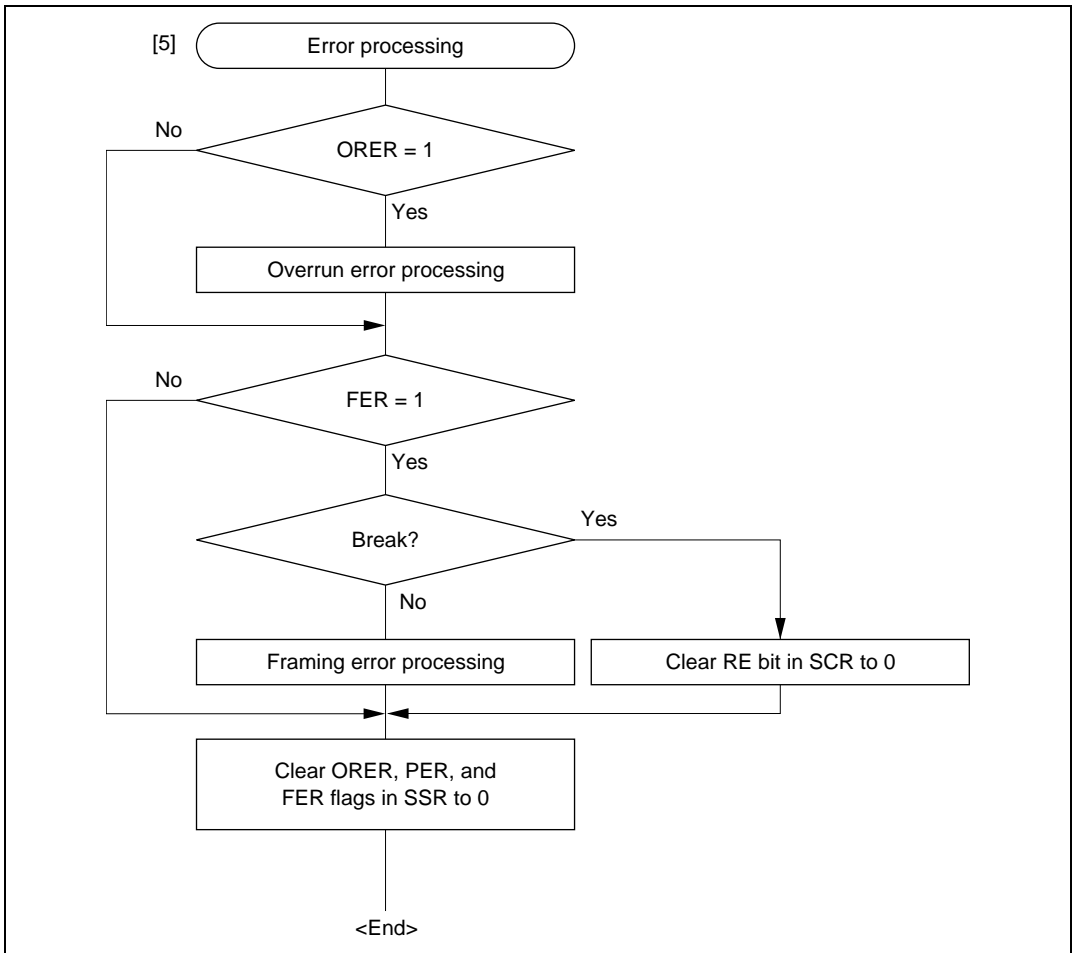 [5] Error processing
No
ORER = 1
Yes
Overrun error processing
No
FER = 1
Yes
Break?
Yes
No
Framing error processing
Clear RE bit in SCR to 0
Clear ORER, PER, and
FER flags in SSR to 0
<End>